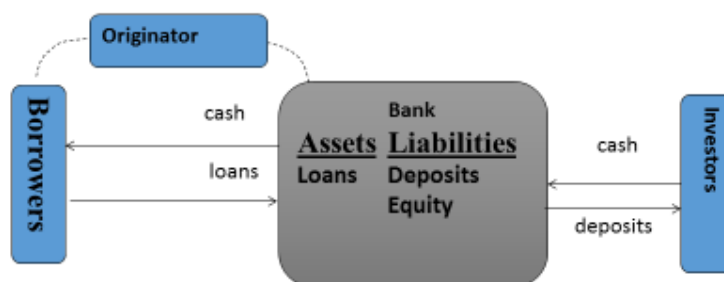 Originator
Borrowers
cash
loans
Bank
Assets Liabilities
Loans Deposits
Equity
cash
deposits
Investors